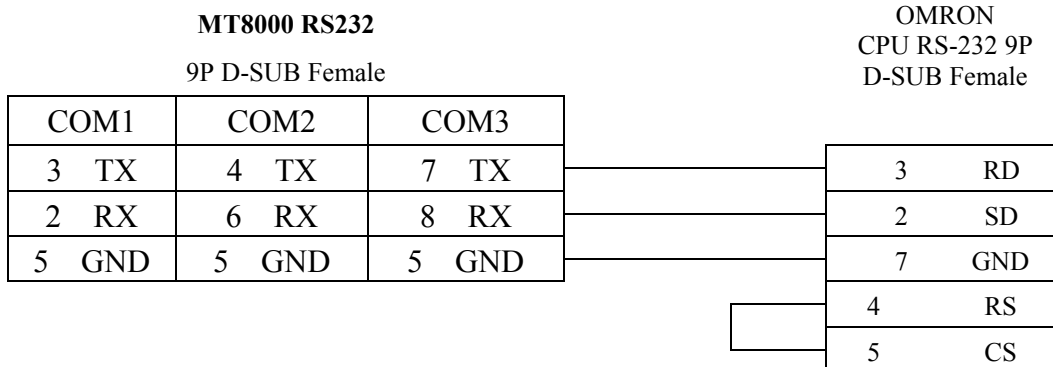 MT8000 RS232
9P D-SUB Female
OMRON
CPU RS-232 9P
D-SUB Female
COM1 COM2 COM3
3 TX 4 TX 7 TX
2 RX 6 RX 8 RX
5 GND 5 GND 5 GND
3 RD
2 SD
7 GND
4 RS
5 CS